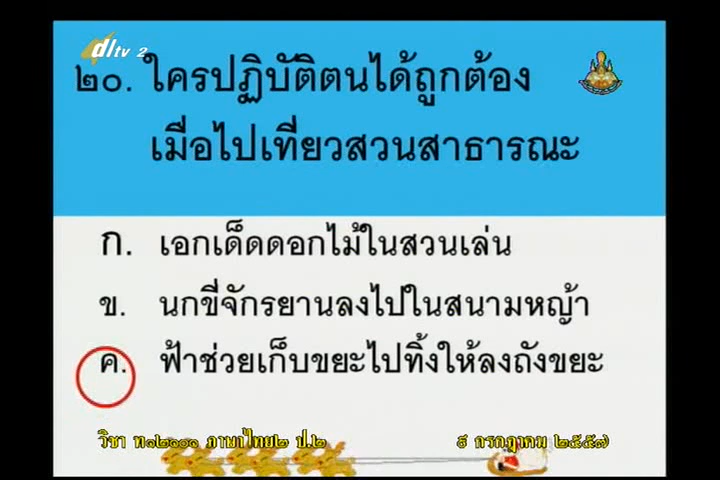 dltv 2
๒๐. ใครปฏิบัติตนได้ถูกต้อง
เมื่อไปเที่ยวสวนสาธารณะ
ก. เอกเด็ดดอกไม้ในสวนเล่น
ข. นกขี่จักรยานลงไปในสนามหญ้า
ค. ฟ้าช่วยเก็บขยะไปทิ้งให้ลงถังขยะ
วิชา ท๑๒๑๐๑ ภาษาไทย๒ ป.๒ ๙ กรกฎาคม ๒๕๕๗